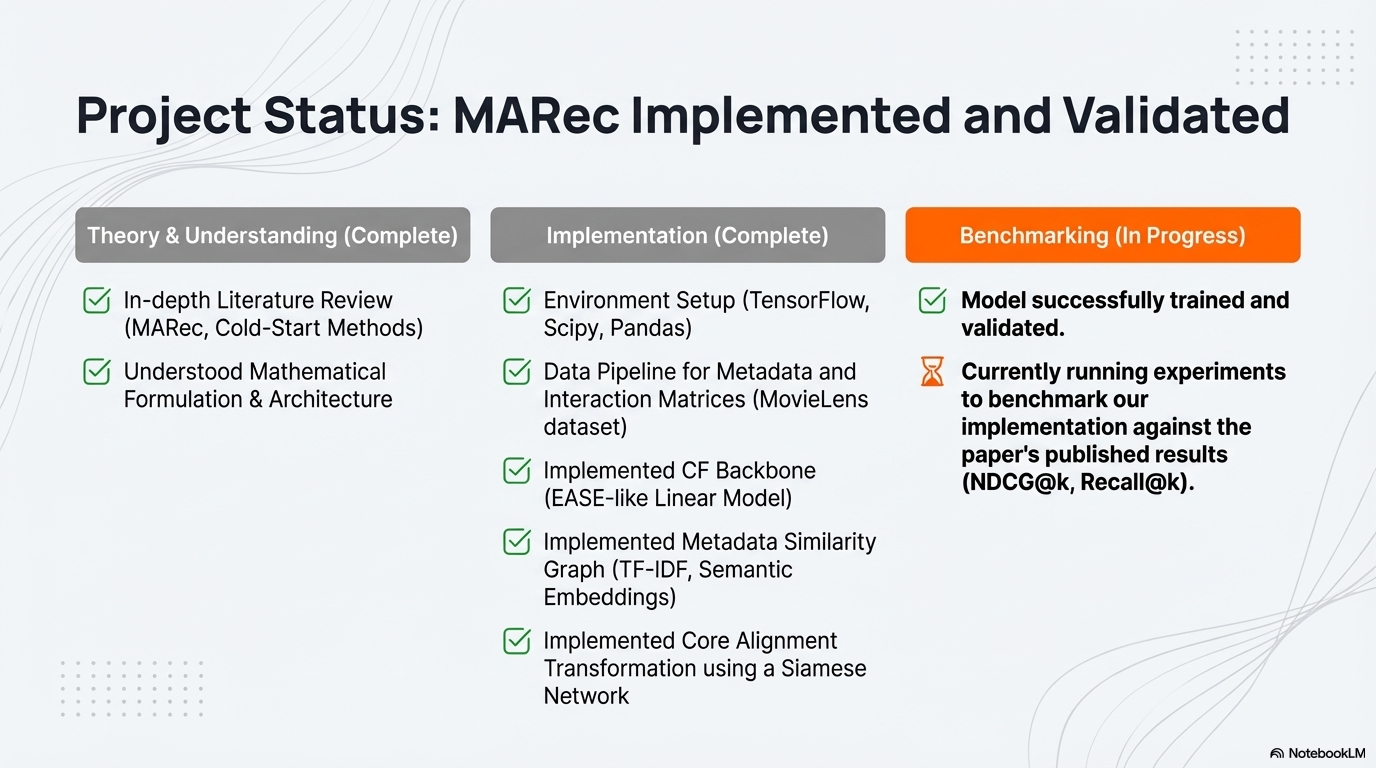 Project Status: MARec Implemented and Validated
Theory & Understanding (Complete)
In-depth Literature Review
(MARec, Cold-Start Methods)
Understood Mathematical
Formulation & Architecture
Implementation (Complete)
Environment Setup (TensorFlow,
Scipy, Pandas)
Data Pipeline for Metadata and
Interaction Matrices (MovieLens
dataset)
Implemented CF Backbone
(EASE-like Linear Model)
Implemented Metadata Similarity
Graph (TF-IDF, Semantic
Embeddings)
Implemented Core Alignment
Transformation using a Siamese
Network
Benchmarking (In Progress)
Model successfully trained and
validated.
Currently running experiments
to benchmark our
implementation against the
paper's published results
(NDCG@k, Recall@k).
NotebookLM